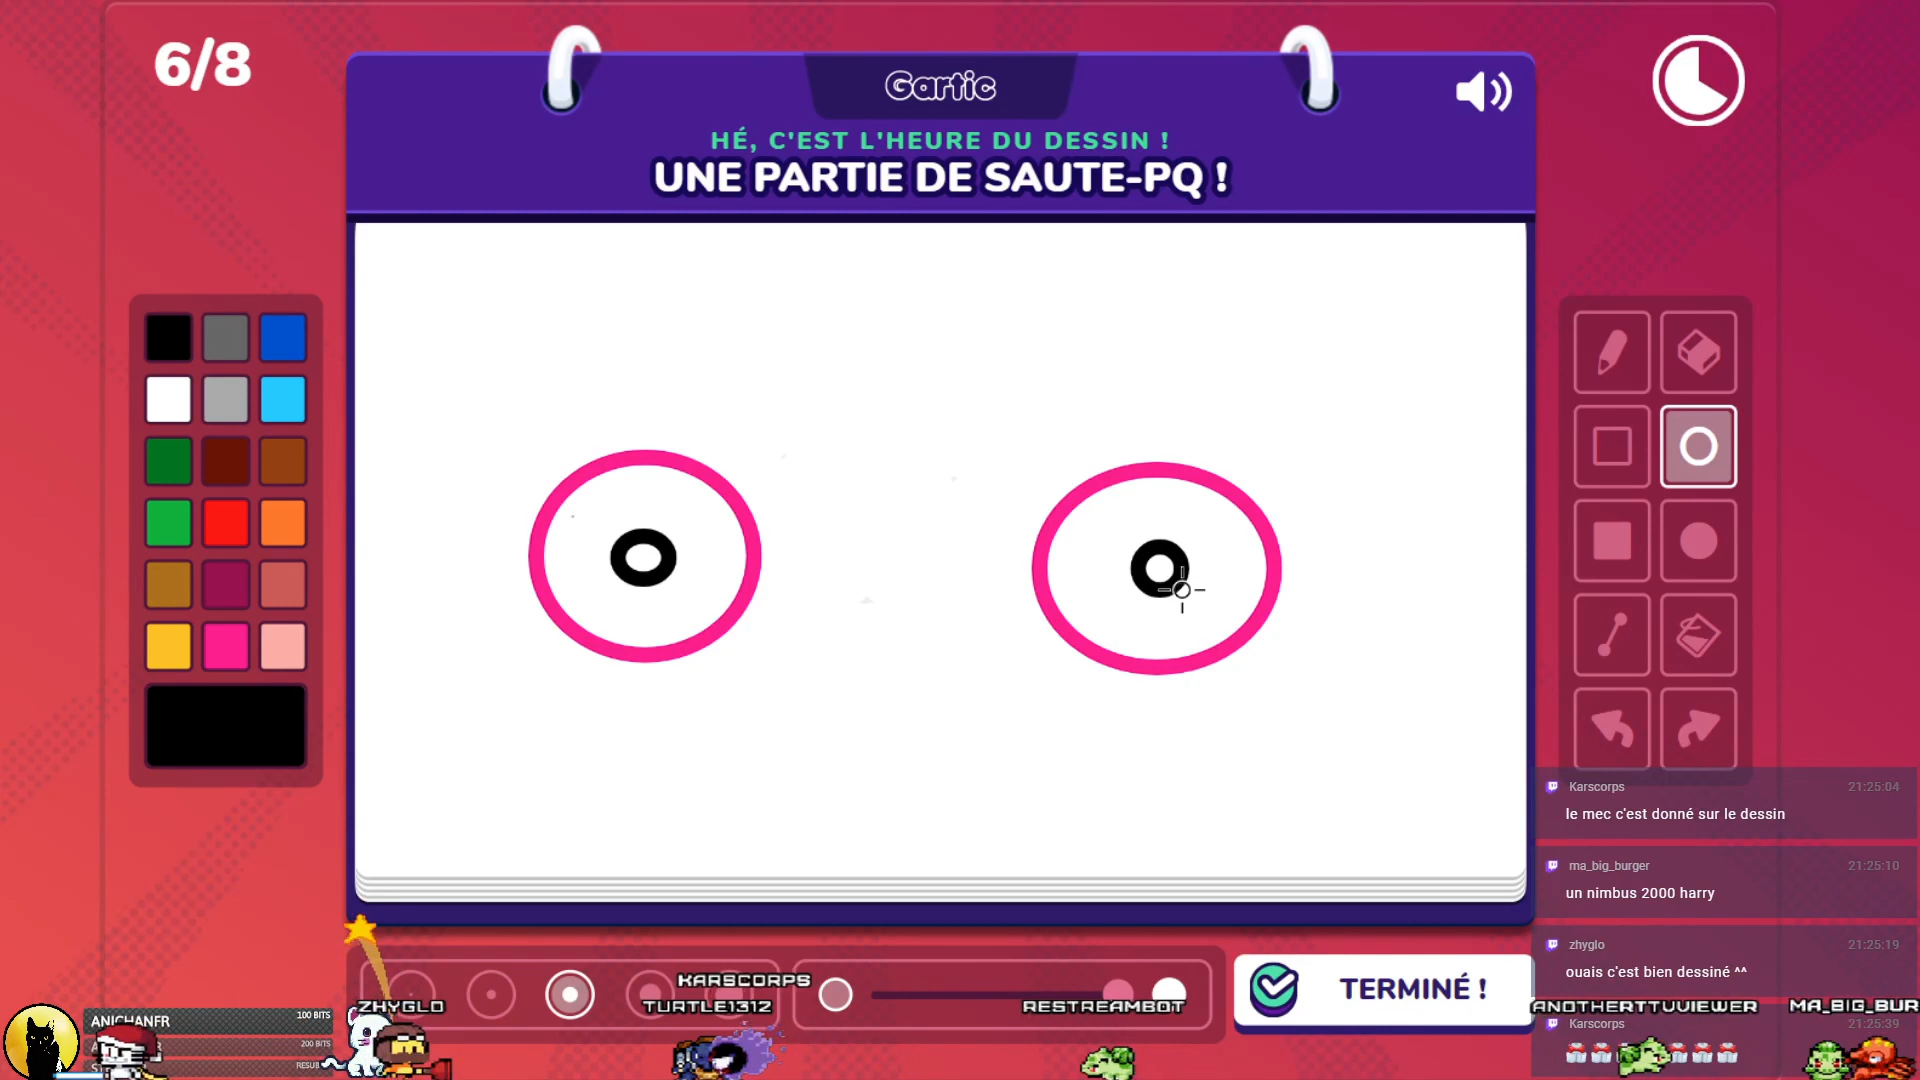 6/8
Gartic
HÉ, C'EST L'HEURE DU DESSIN !
UNE PARTIE DE SAUTE-PQ !
Karscorps 21:25:04
le mec c'est donné sur le dessin
ma_big_burger 21:25:10
un nimbus 2000 harry
zhyglo 21:25:19
ouais c'est bien dessiné ^^
Karscorps 21:25:39
TERMINÉ !
KARSCORPS
ZHYGLO
TURTLE1312
RESTREAMBOT
ANOTHERTTVVIEWER
MA_BIG_BUR
ANICHANFR 100 BITS
200 BITS
RESUB